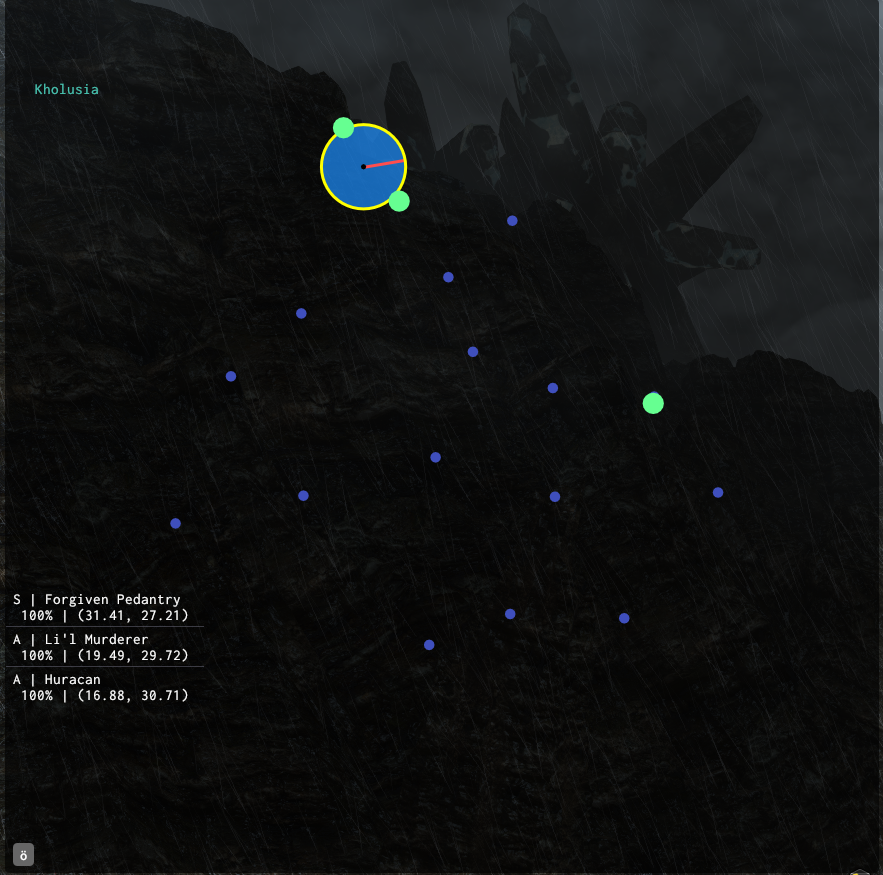 Kholusia
S | Forgiven Pedantry
100% | (31.41, 27.21)
A | Li'l Murderer
100% | (19.49, 29.72)
A | Huracan
100% | (16.88, 30.71)
ö